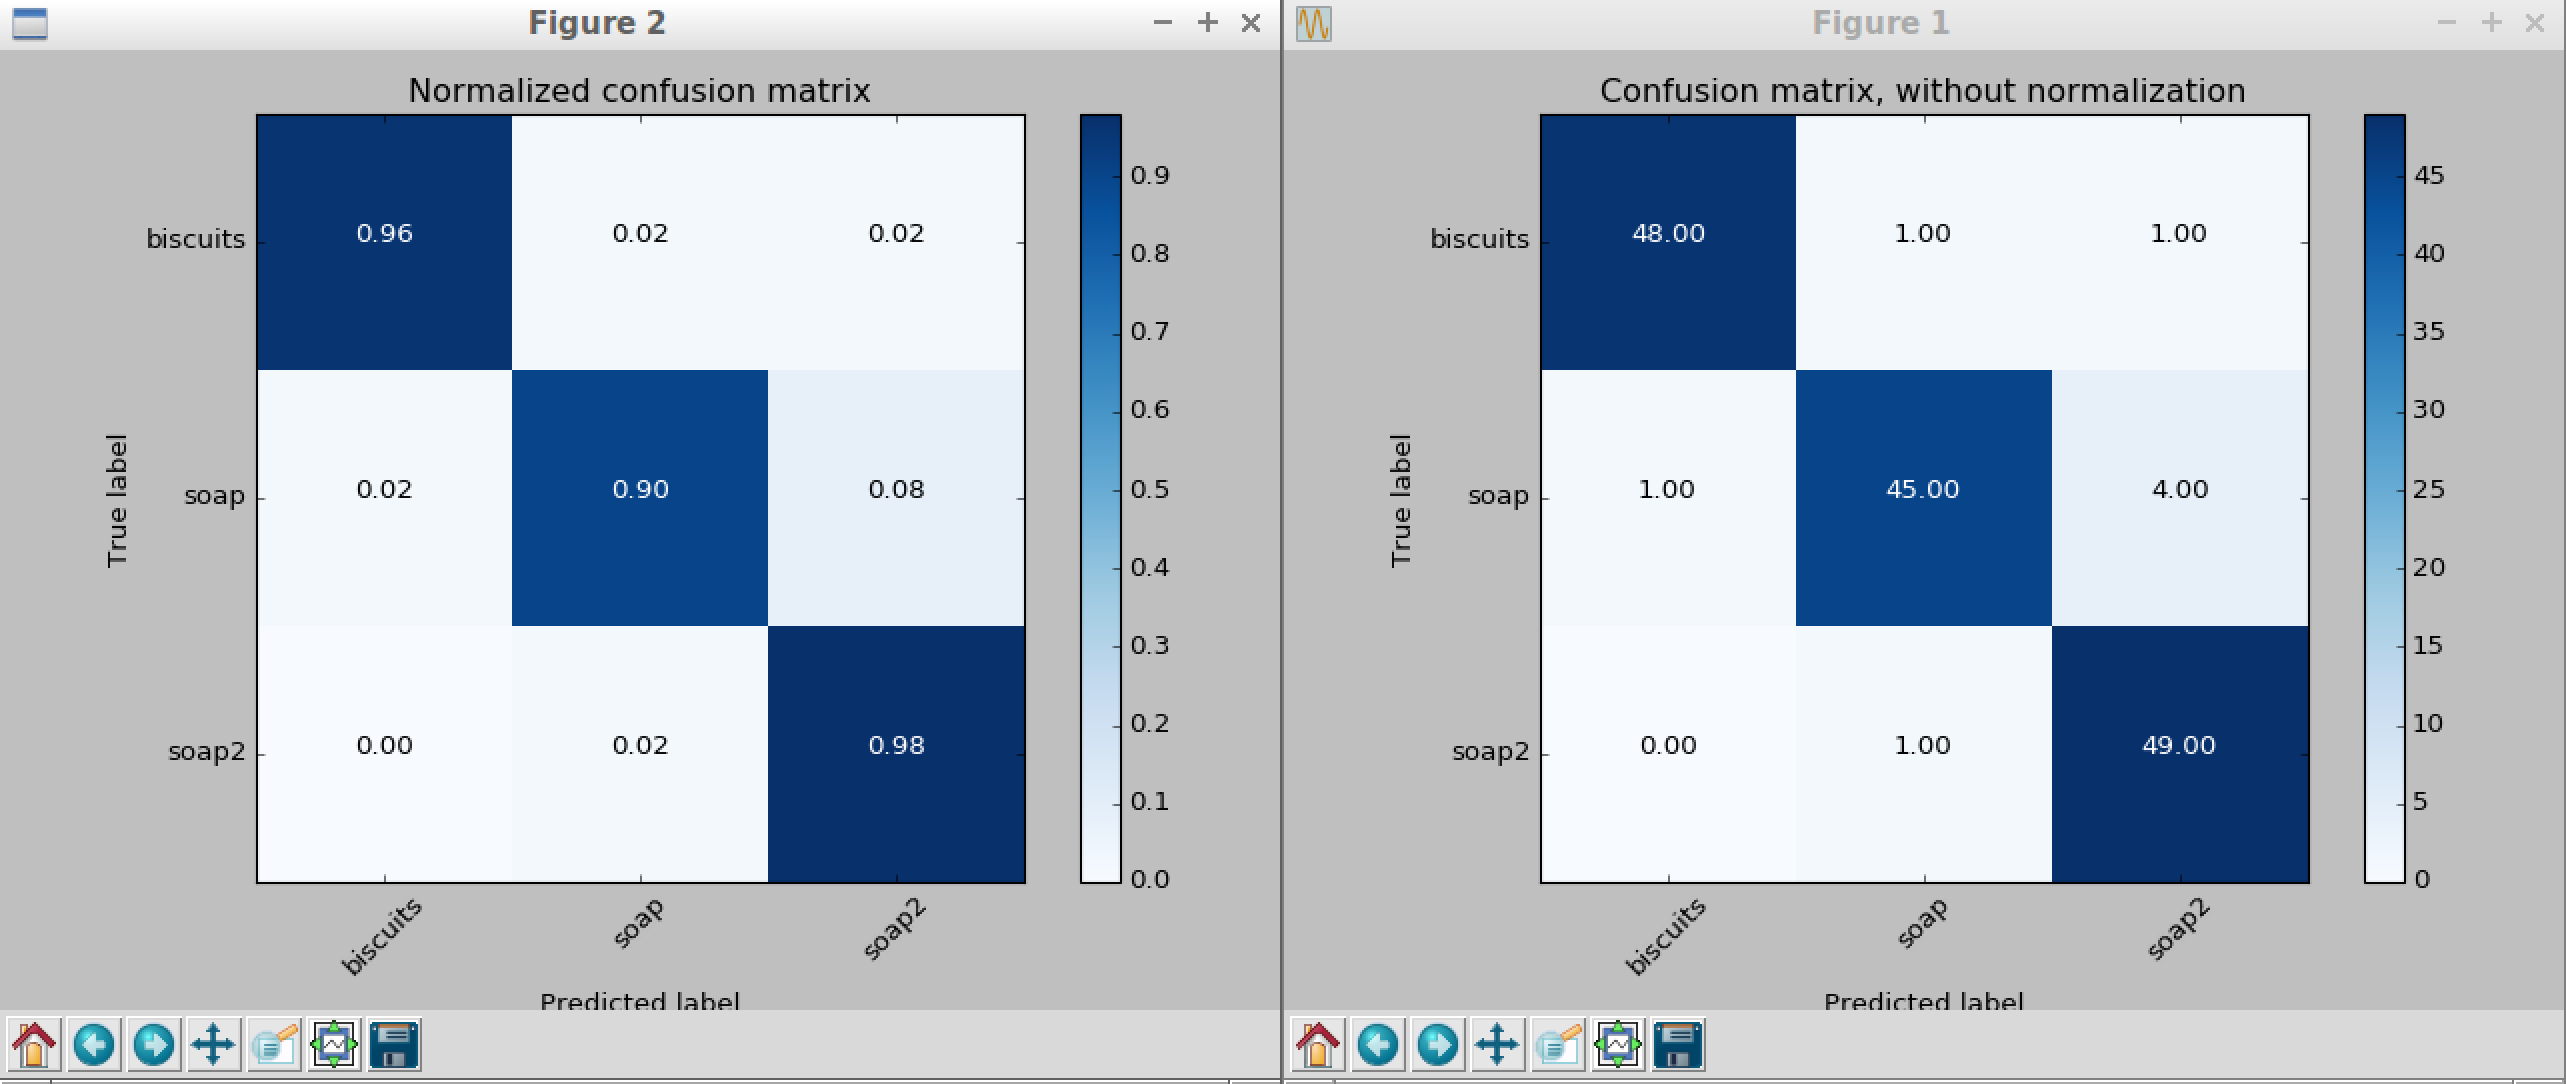 Figure 2
Normalized confusion matrix
True label
biscuits
0.96 0.02 0.02
soap
0.02 0.90 0.08
soap2
0.00 0.02 0.98
biscuits soap soap2
Predicted label
0.9
0.8
0.7
0.6
0.5
0.4
0.3
0.2
0.1
0.0
Figure 1
Confusion matrix, without normalization
True label
biscuits
48.00 1.00 1.00
soap
1.00 45.00 4.00
soap2
0.00 1.00 49.00
biscuits soap soap2
Predicted label
45
40
35
30
25
20
15
10
5
0